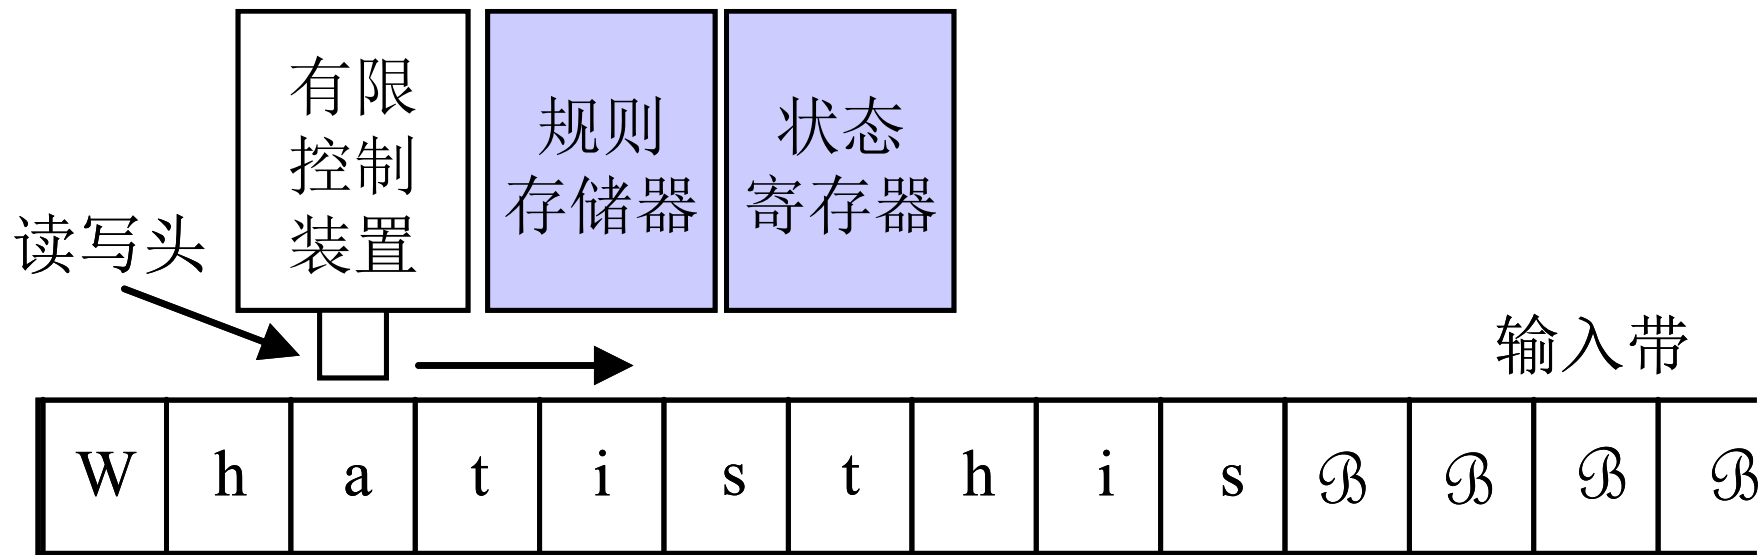 有限
控制
装置
规则
存储器
状态
寄存器
读写头
输入带
W h a t i s t h i s ℬ ℬ ℬ ℬ